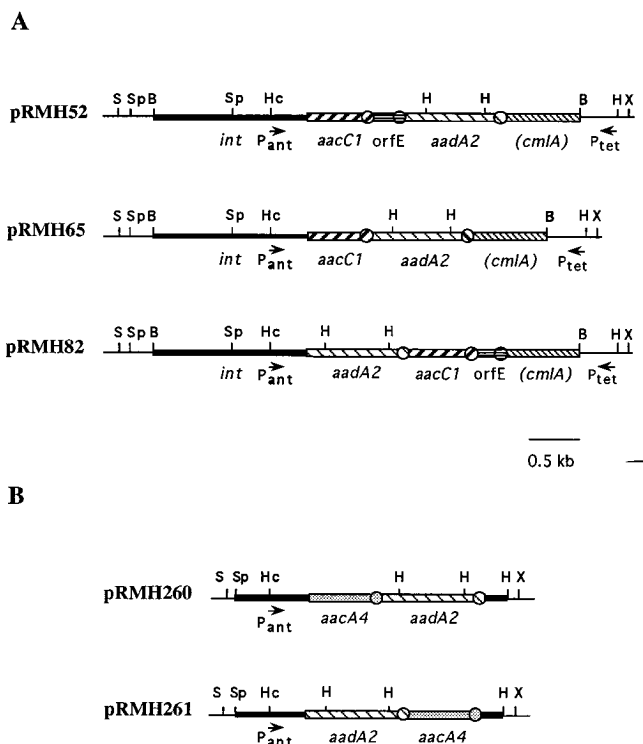 A
S Sp B Sp Hc H H B H X
pRMH52
int Pant aacC1 orfE aadA2 (cmlA) Ptet
S Sp B Sp Hc H H B H X
pRMH65
int Pant aacC1 aadA2 (cmlA) Ptet
S Sp B Sp Hc H H B H X
pRMH82
int Pant aadA2 aacC1 orfE (cmlA) Ptet
0.5 kb
B
S Sp Hc H H H X
pRMH260
Pant aacA4 aadA2
S Sp Hc H H H X
pRMH261
Pant aadA2 aacA4